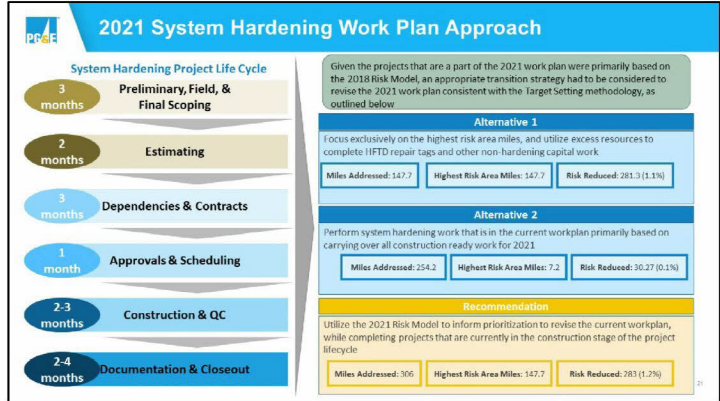 PG&E
2021 System Hardening Work Plan Approach
System Hardening Project Life Cycle
3
months
Preliminary, Field, &
Final Scoping
2
months
Estimating
3
months
Dependencies & Contracts
1
month
Approvals & Scheduling
2-3
months
Construction & QC
2-4
months
Documentation & Closeout
Given the projects that are a part of the 2021 work plan were primarily based on
the 2018 Risk Model, an appropriate transition strategy had to be considered to
revise the 2021 work plan consistent with the Target Setting methodology, as
outlined below
Alternative 1
Focus exclusively on the highest risk area miles, and utilize excess resources to
complete HFTD repair tags and other non-hardening capital work
Miles Addressed: 147.7 Highest Risk Area Miles: 147.7 Risk Reduced: 281.3 (1.1%)
Alternative 2
Perform system hardening work that is in the current workplan primarily based on
carrying over all construction ready work for 2021
Miles Addressed: 254.2 Highest Risk Area Miles: 7.2 Risk Reduced: 30.27 (0.1%)
Recommendation
Utilize the 2021 Risk Model to inform prioritization to revise the current workplan,
while completing projects that are currently in the construction stage of the project
lifecycle
Miles Addressed: 306 Highest Risk Area Miles: 147.7 Risk Reduced: 283 (1.2%)